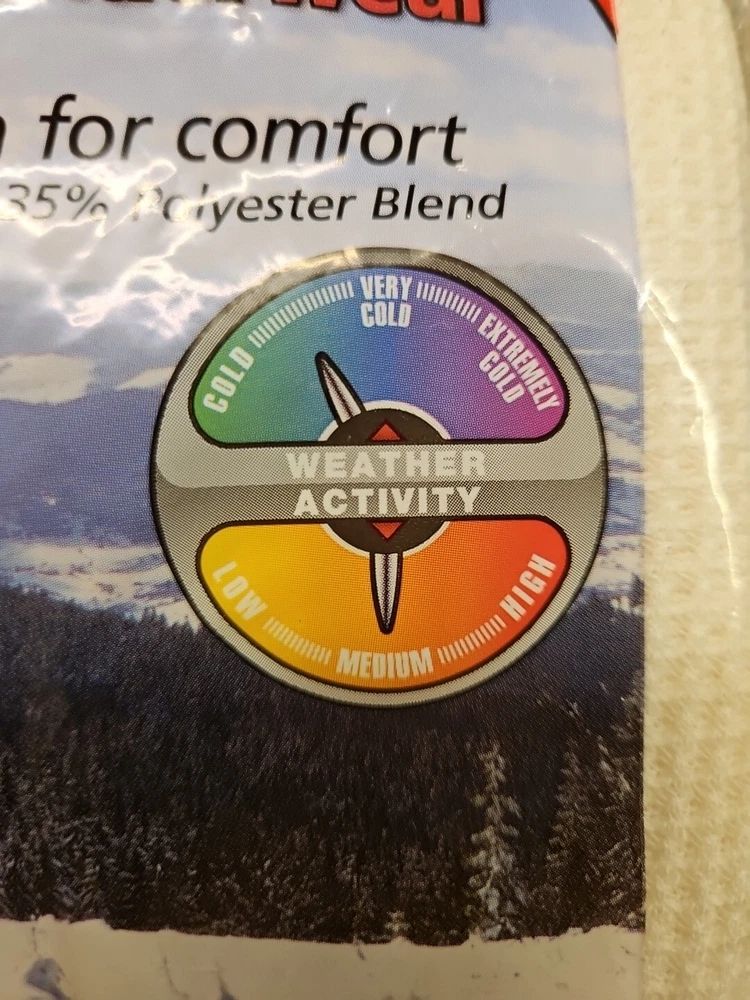 for comfort
35% Polyester Blend
COLD
VERY
COLD
EXTREMELY
COLD
WEATHER
ACTIVITY
LOW
MEDIUM
HIGH